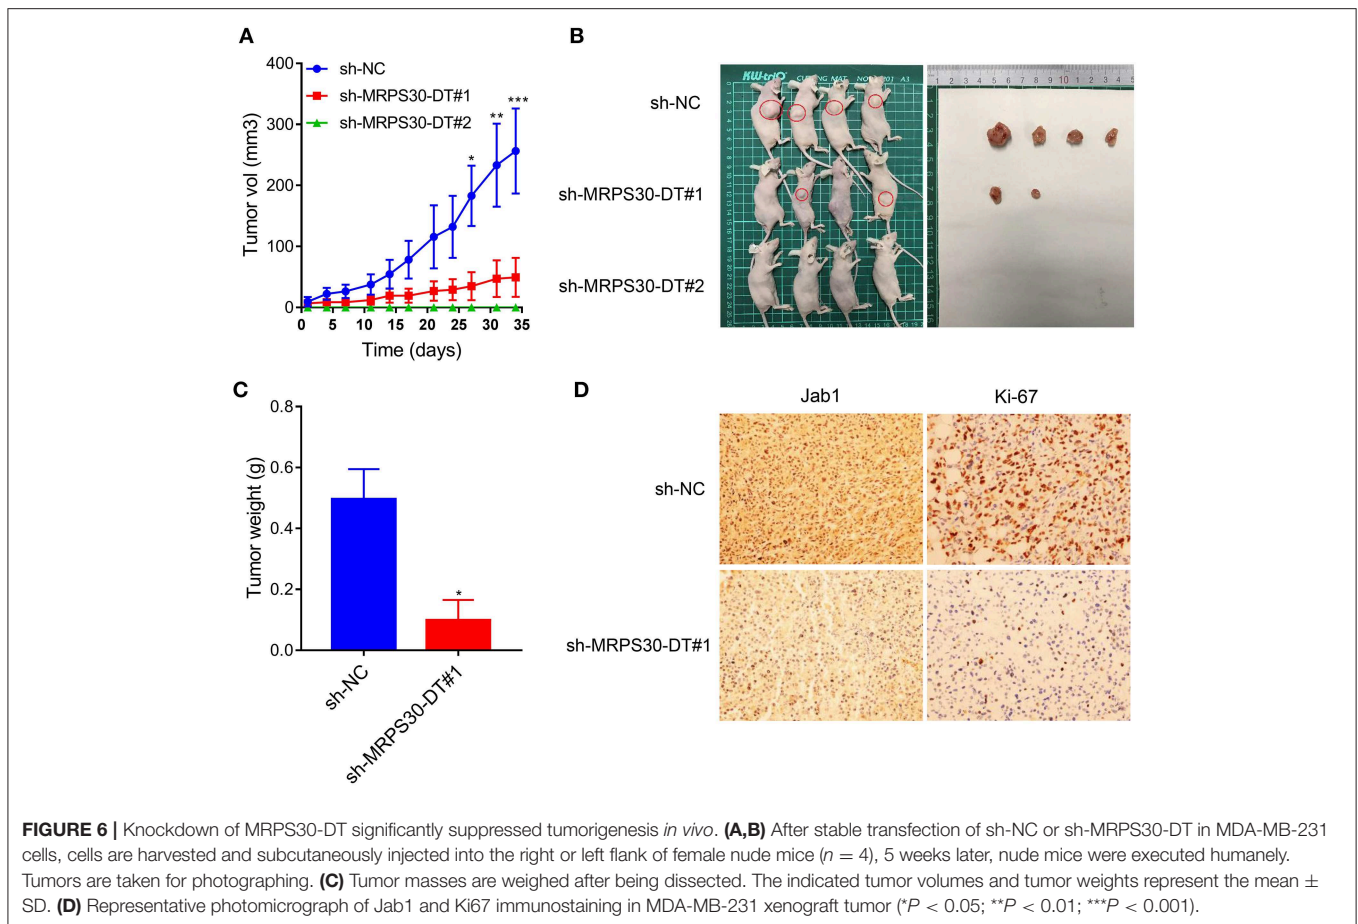 A
400
300
200
100
0
Tumor vol (mm3)
sh-NC
sh-MRPS30-DT#1
sh-MRPS30-DT#2
*
**
***
0 5 10 15 20 25 30 35
Time (days)
B
sh-NC
sh-MRPS30-DT#1
sh-MRPS30-DT#2
KW-triO
MAT
A3
C
0.8
0.6
0.4
0.2
0.0
Tumor weight (g)
*
sh-NC
sh-MRPS30-DT#1
D
Jab1 Ki-67
sh-NC
sh-MRPS30-DT#1
FIGURE 6 | Knockdown of MRPS30-DT significantly suppressed tumorigenesis in vivo. (A,B) After stable transfection of sh-NC or sh-MRPS30-DT in MDA-MB-231
cells, cells are harvested and subcutaneously injected into the right or left flank of female nude mice (n = 4), 5 weeks later, nude mice were executed humanely.
Tumors are taken for photographing. (C) Tumor masses are weighed after being dissected. The indicated tumor volumes and tumor weights represent the mean ±
SD. (D) Representative photomicrograph of Jab1 and Ki67 immunostaining in MDA-MB-231 xenograft tumor (*P < 0.05; **P < 0.01; ***P < 0.001).